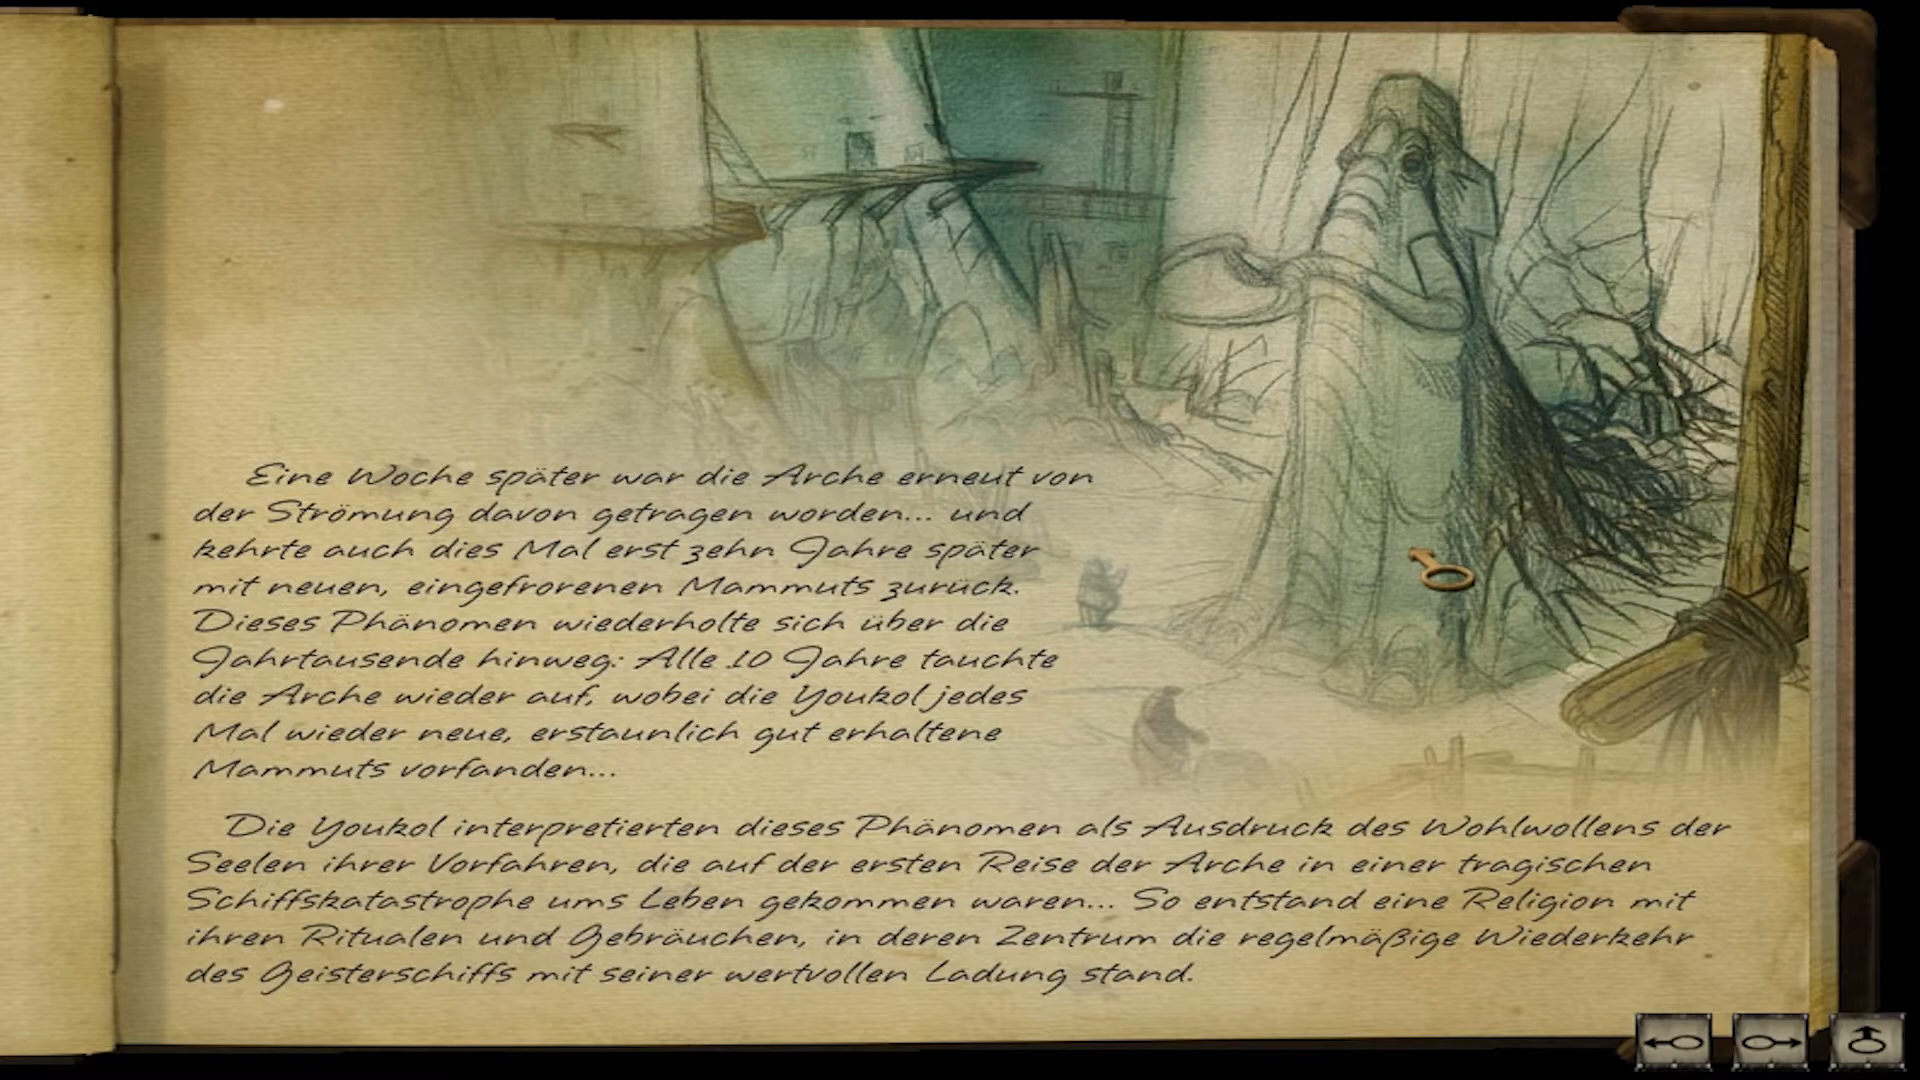 Eine Woche später war die Arche erneut von
der Strömung davon getragen worden... und
kehrte auch dies Mal erst zehn Jahre später
mit neuen, eingefrorenen Mammuts zurück.
Dieses Phänomen wiederholte sich über die
Jahrtausende hinweg: Alle 10 Jahre tauchte
die Arche wieder auf, wobei die Youkol jedes
Mal wieder neue, erstaunlich gut erhaltene
Mammuts vorfanden...
Die Youkol interpretierten dieses Phänomen als Ausdruck des Wohlwollens der
Seelen ihrer Vorfahren, die auf der ersten Reise der Arche in einer tragischen
Schiffskatastrophe ums Leben gekommen waren... So entstand eine Religion mit
ihren Ritualen und Gebräuchen, in deren Zentrum die regelmäßige Wiederkehr
des Geisterschiffs mit seiner wertvollen Ladung stand.